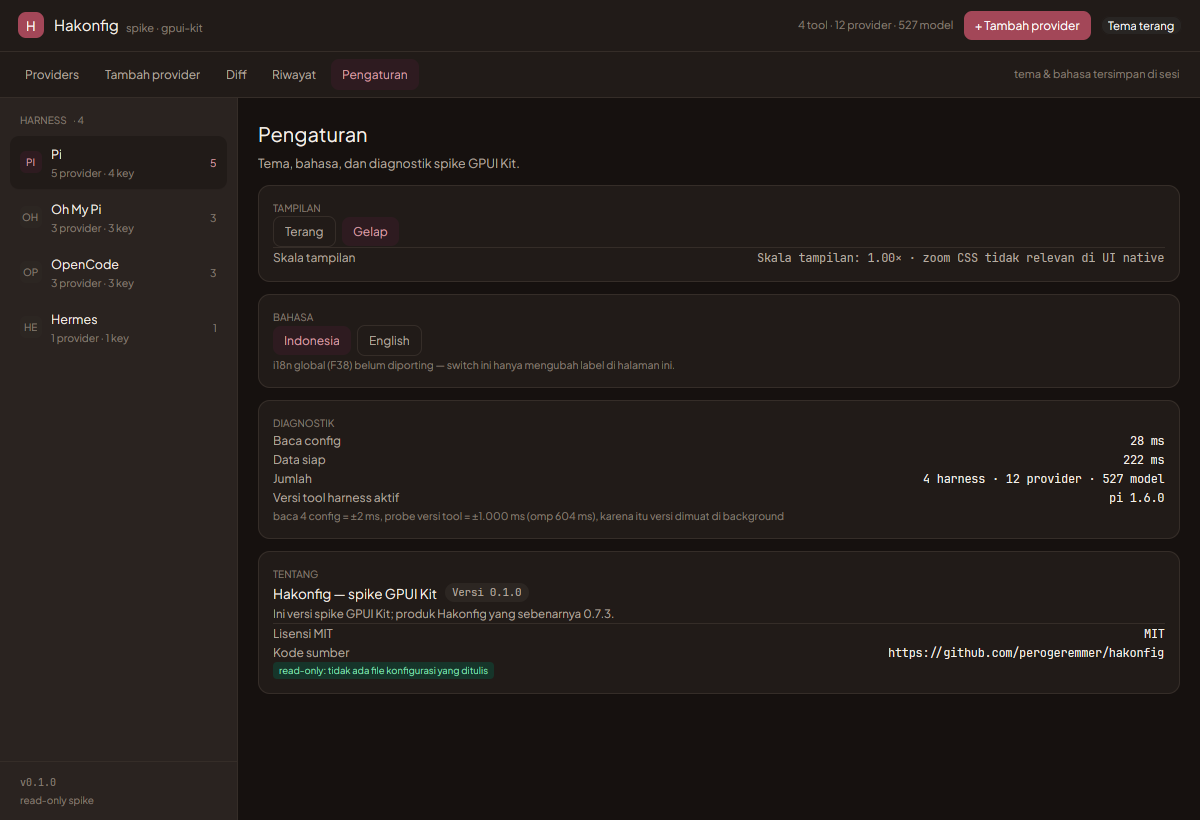 H Hakonfig spike · gpui-kit 4 tool · 12 provider · 527 model + Tambah provider Tema terang
Providers Tambah provider Diff Riwayat Pengaturan tema & bahasa tersimpan di sesi
HARNESS · 4
PI Pi 5
5 provider · 4 key
OH Oh My Pi 3
3 provider · 3 key
OP OpenCode 3
3 provider · 3 key
HE Hermes 1
1 provider · 1 key
v0.1.0
read-only spike
Pengaturan
Tema, bahasa, dan diagnostik spike GPUI Kit.
TAMPILAN
Terang Gelap
Skala tampilan Skala tampilan: 1.00× · zoom CSS tidak relevan di UI native
BAHASA
Indonesia English
i18n global (F38) belum diporting — switch ini hanya mengubah label di halaman ini.
DIAGNOSTIK
Baca config 28 ms
Data siap 222 ms
Jumlah 4 harness · 12 provider · 527 model
Versi tool harness aktif pi 1.6.0
baca 4 config = ±2 ms, probe versi tool = ±1.000 ms (omp 604 ms), karena itu versi dimuat di background
TENTANG
Hakonfig — spike GPUI Kit Versi 0.1.0
Ini versi spike GPUI Kit; produk Hakonfig yang sebenarnya 0.7.3.
Lisensi MIT MIT
Kode sumber https://github.com/perogeremmer/hakonfig
read-only: tidak ada file konfigurasi yang ditulis